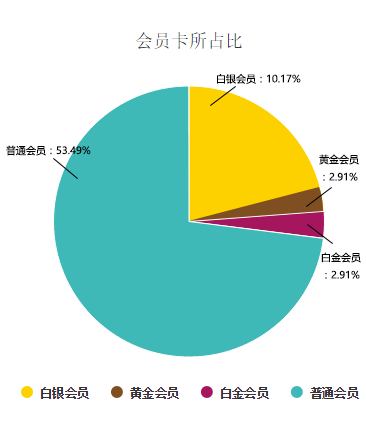 会员卡所占比
白银会员：10.17%
普通会员：53.49%
黄金会员
：2.91%
白金会员
：2.91%
白银会员
黄金会员
白金会员
普通会员